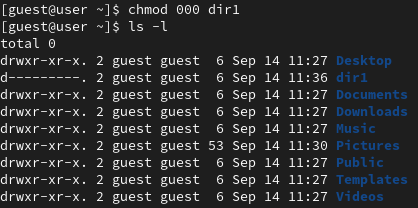 [guest@user ~]$ chmod 000 dir1
[guest@user ~]$ ls -l
total 0
drwxr-xr-x. 2 guest guest  6 Sep 14 11:27 Desktop
d---------. 2 guest guest  6 Sep 14 11:36 dir1
drwxr-xr-x. 2 guest guest  6 Sep 14 11:27 Documents
drwxr-xr-x. 2 guest guest  6 Sep 14 11:27 Downloads
drwxr-xr-x. 2 guest guest  6 Sep 14 11:27 Music
drwxr-xr-x. 2 guest guest 53 Sep 14 11:30 Pictures
drwxr-xr-x. 2 guest guest  6 Sep 14 11:27 Public
drwxr-xr-x. 2 guest guest  6 Sep 14 11:27 Templates
drwxr-xr-x. 2 guest guest  6 Sep 14 11:27 Videos